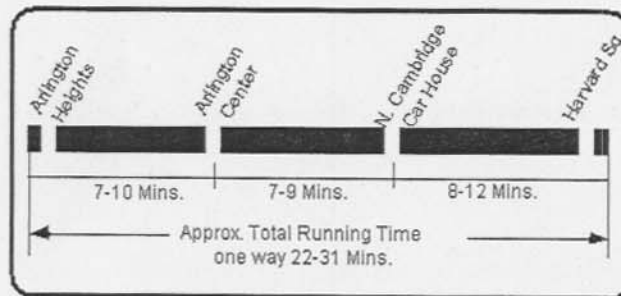 Arlington
Heights
Arlington
Center
N. Cambridge
Car House
Harvard Sq.
7-10 Mins.
7-9 Mins.
8-12 Mins.
Approx. Total Running Time
one way 22-31 Mins.